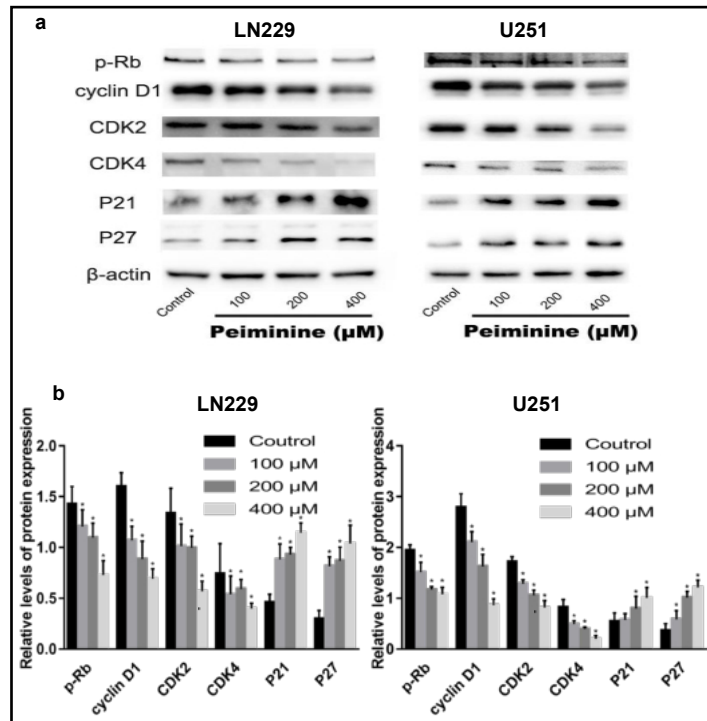 a
LN229 U251
p-Rb
cyclin D1
CDK2
CDK4
P21
P27
β-actin
Control 100 200 400 Control 100 200 400
Peiminine (µM) Peiminine (µM)
b
LN229 U251
Relative levels of protein expression
2.0
1.5
1.0
0.5
0.0
Coutrol
100 µM
200 µM
400 µM
* * * * * * * * * * * * * * * * * *
p-Rb cyclin D1 CDK2 CDK4 P21 P27
Relative levels of protein expression
4
3
2
1
0
Coutrol
100 µM
200 µM
400 µM
* * * * * * * * * * * * * * * * *
p-Rb cyclin D1 CDK2 CDK4 P21 P27